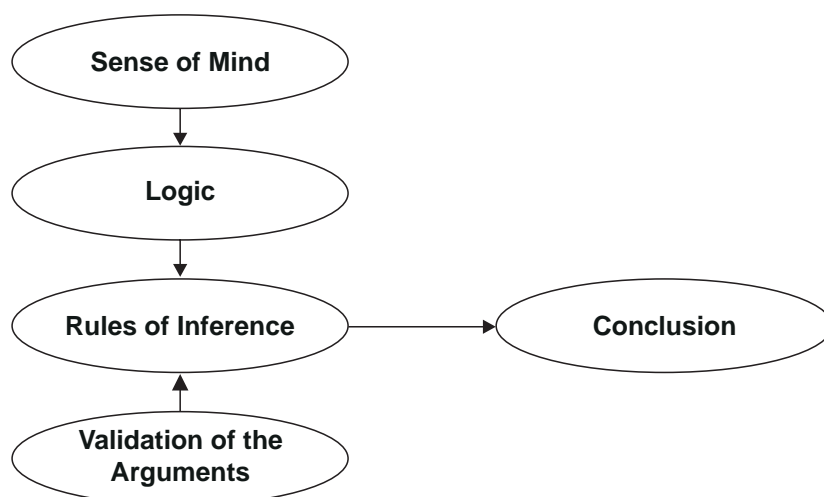 Sense of Mind
Logic
Rules of Inference
Conclusion
Validation of the
Arguments